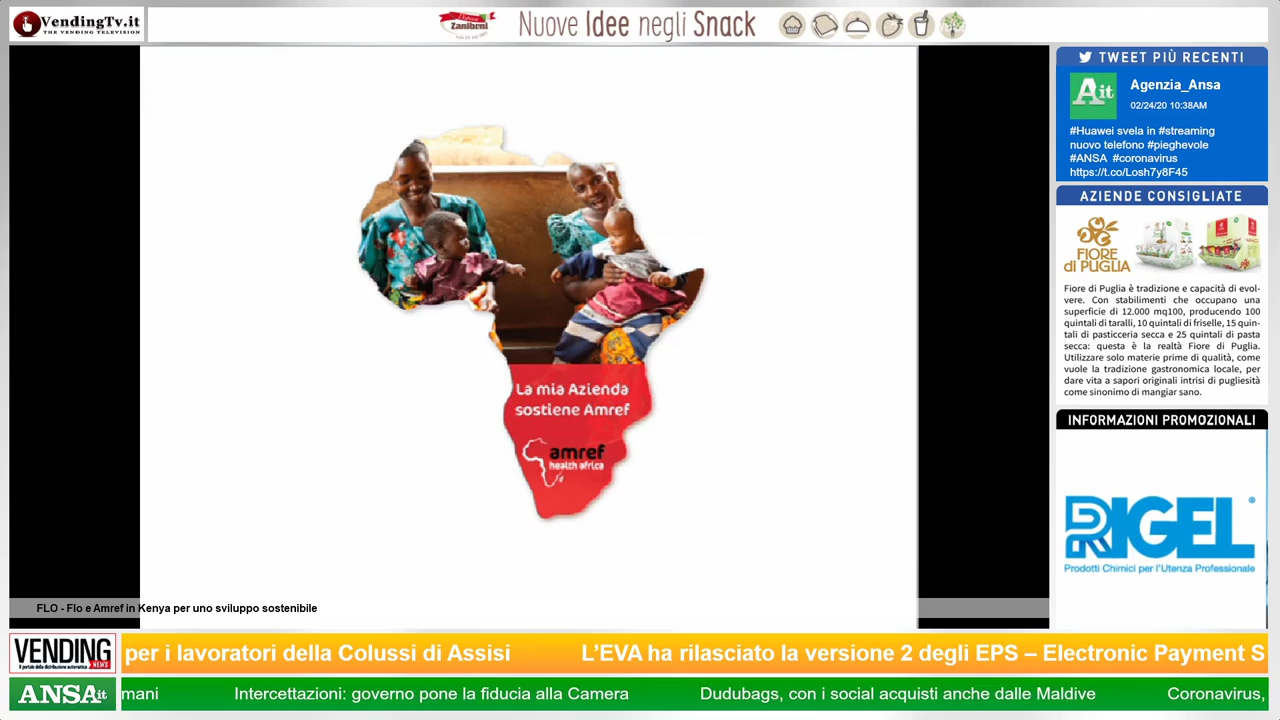 VendingTv.it
THE VENDING TELEVISION
Zaniboni
Nuove Idee negli Snack
TWEET PIÙ RECENTI
Ait
Agenzia_Ansa
02/24/20 10:38AM
#Huawei svela in #streaming
nuovo telefono #pieghevole
#ANSA #coronavirus
https://t.co/Losh7y8F45
AZIENDE CONSIGLIATE
FIORE
di PUGLIA
Fiore di Puglia è tradizione e capacità di evol-
vere. Con stabilimenti che occupano una
superficie di 12.000 mq100, producendo 100
quintali di taralli, 10 quintali di friselle, 15 quin-
tali di pasticceria secca e 25 quintali di pasta
secca: questa è la realtà Fiore di Puglia.
Utilizzare solo materie prime di qualità, come
vuole la tradizione gastronomica locale, per
dare vita a sapori originali intrisi di pugliesità
come sinonimo di mangiar sano.
INFORMAZIONI PROMOZIONALI
RIGEL
Prodotti Chimici per l'Utenza Professionale
La mia Azienda
sostiene Amref
amref
health africa
FLO - Flo e Amref in Kenya per uno sviluppo sostenibile
VENDING
NEWS
Il portale della distribuzione automatica
per i lavoratori della Colussi di Assisi L'EVA ha rilasciato la versione 2 degli EPS – Electronic Payment S
ANSAit
mani Intercettazioni: governo pone la fiducia alla Camera Dudubags, con i social acquisti anche dalle Maldive Coronavirus,